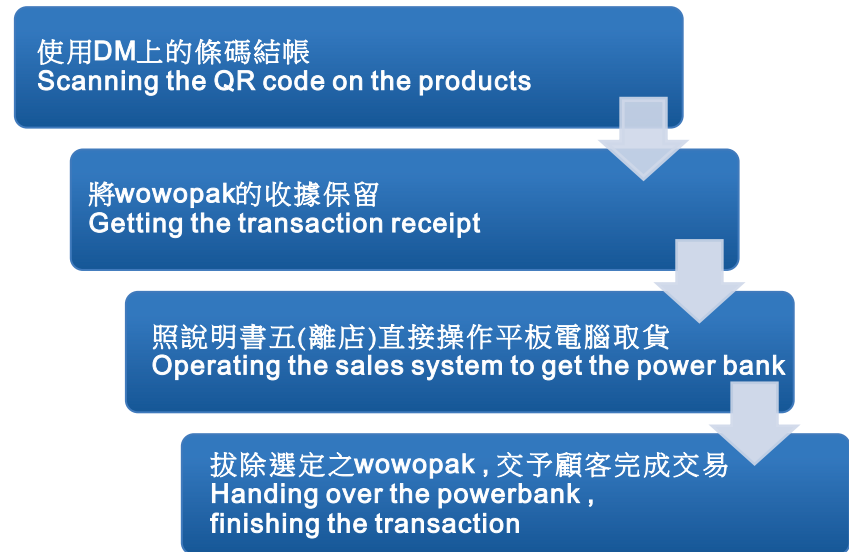 使用DM上的條碼結帳
Scanning the QR code on the products
將wowopak的收據保留
Getting the transaction receipt
照說明書五(離店)直接操作平板電腦取貨
Operating the sales system to get the power bank
拔除選定之wowopak , 交予顧客完成交易
Handing over the powerbank ,
finishing the transaction